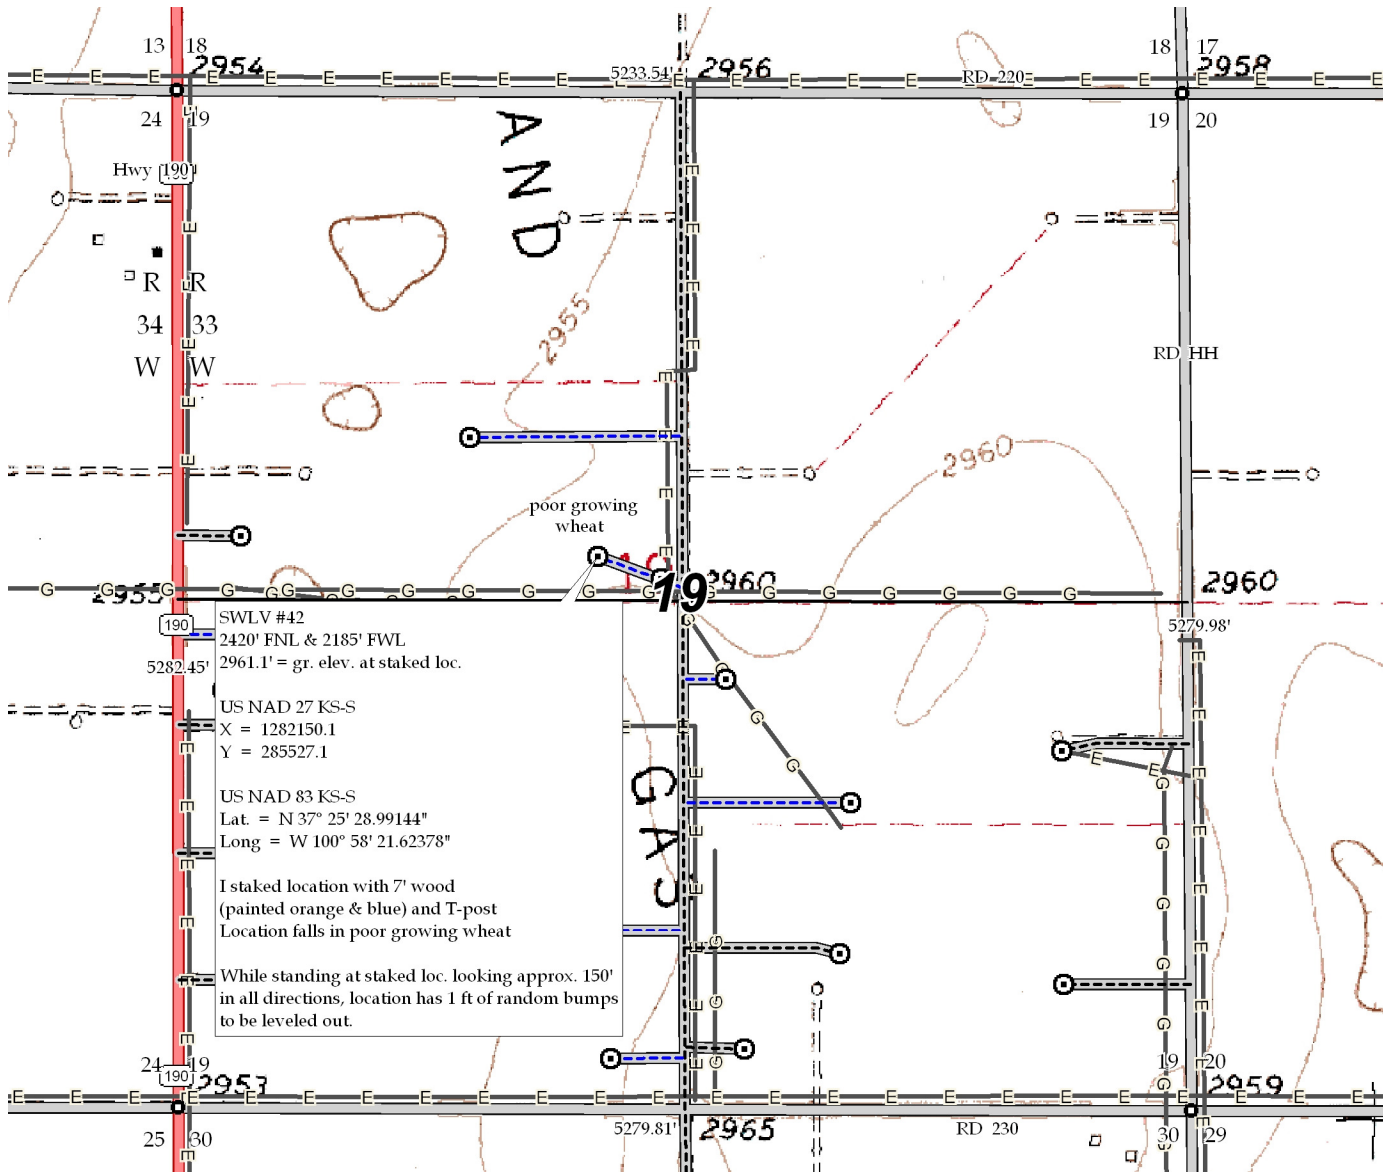 13 18
2954
5233.54'
2956
RD 220
18 17
2958
24 19
19 20
AND
Hwy 190
R R
34 33
W W
2955
RD HH
2960
poor growing
wheat
19
2960
2960
190
5279.98'
5282.45'
SWLV #42
2420' FNL & 2185' FWL
2961.1' = gr. elev. at staked loc.
US NAD 27 KS-S
X = 1282150.1
Y = 285527.1
US NAD 83 KS-S
Lat. = N 37° 25' 28.99144"
Long = W 100° 58' 21.62378"
I staked location with 7' wood
(painted orange & blue) and T-post
Location falls in poor growing wheat
While standing at staked loc. looking approx. 150'
in all directions, location has 1 ft of random bumps
to be leveled out.
GAS
24 19
190
2953
19 20
2959
5279.81'
2965
RD 230
25 30
30 29